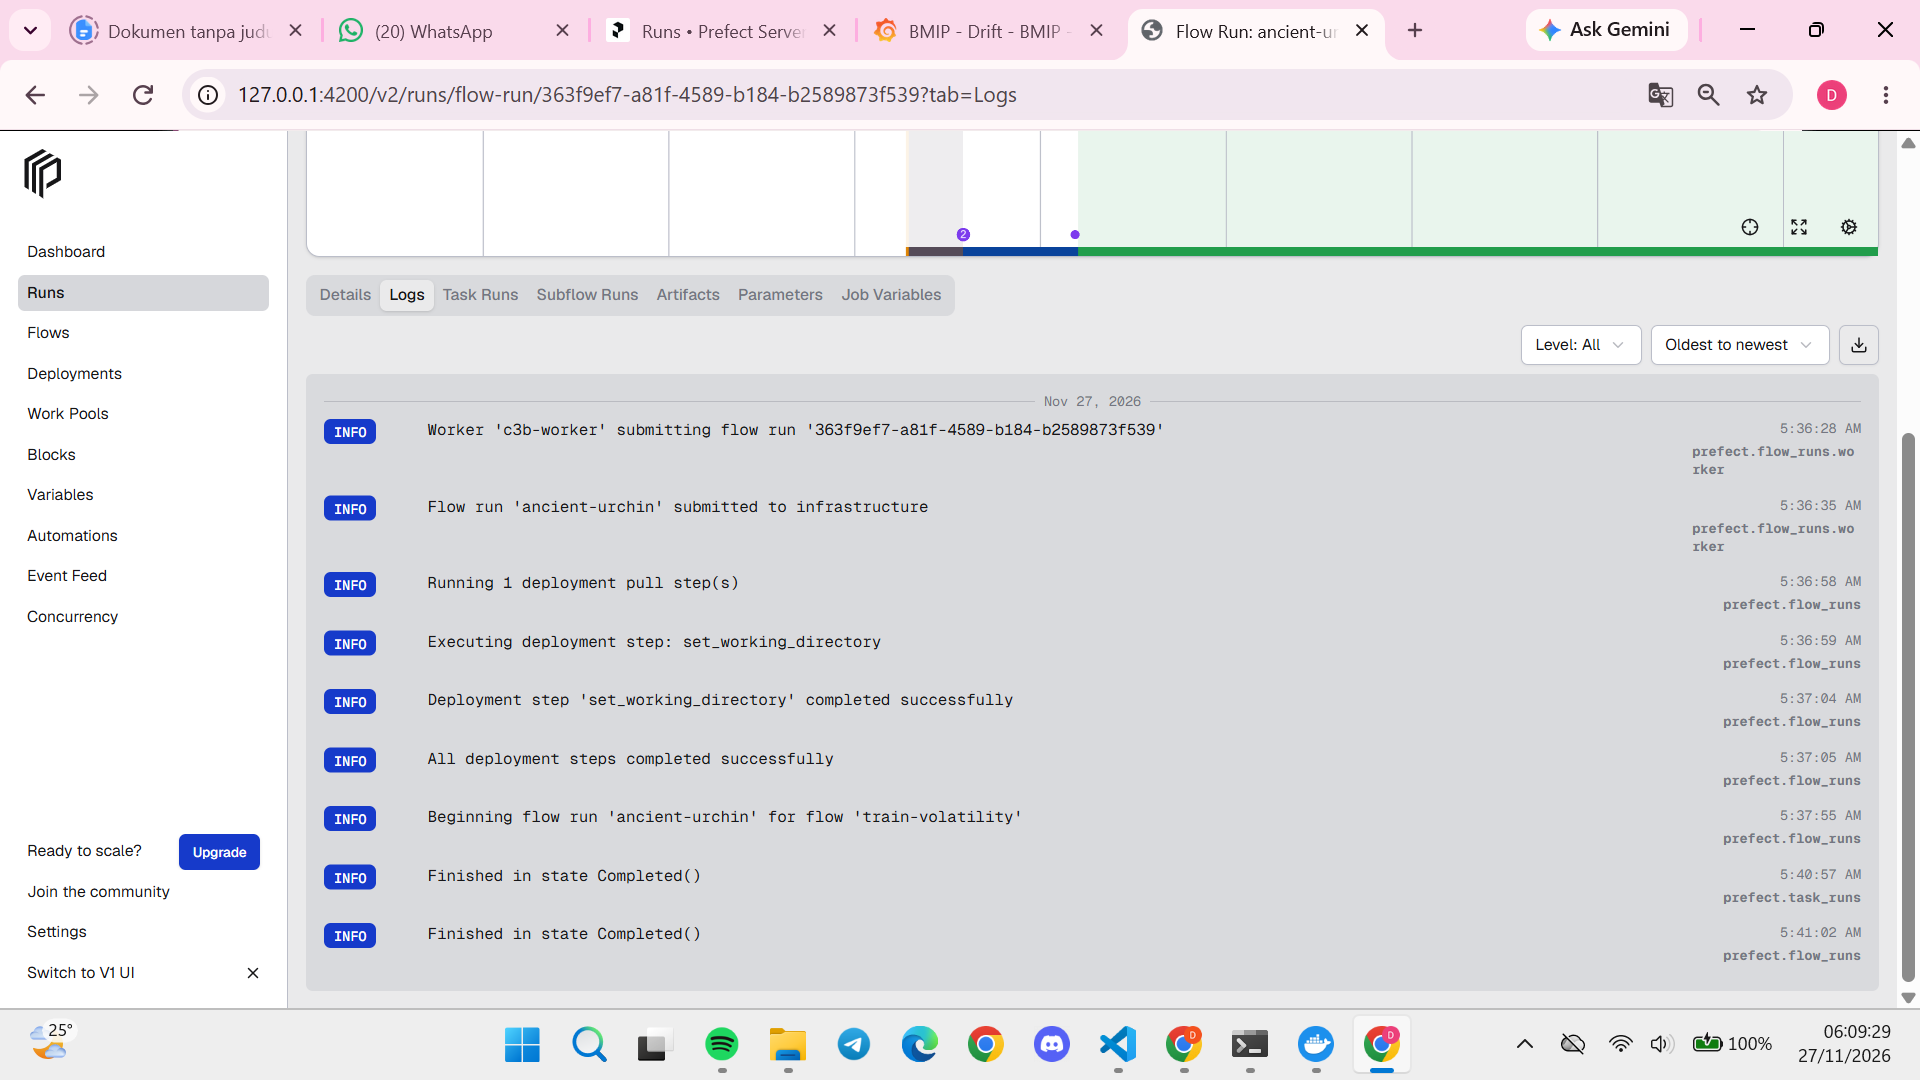 Dokumen tanpa judu
(20) WhatsApp
Runs • Prefect Server
BMIP - Drift - BMIP -
Flow Run: ancient-ur
Ask Gemini
127.0.0.1:4200/v2/runs/flow-run/363f9ef7-a81f-4589-b184-b2589873f539?tab=Logs
D
2
Dashboard
Runs
Flows
Deployments
Work Pools
Blocks
Variables
Automations
Event Feed
Concurrency
Ready to scale?
Upgrade
Join the community
Settings
Switch to V1 UI
Details Logs Task Runs Subflow Runs Artifacts Parameters Job Variables
Level: All
Oldest to newest
Nov 27, 2026
INFO Worker 'c3b-worker' submitting flow run '363f9ef7-a81f-4589-b184-b2589873f539' 5:36:28 AM
prefect.flow_runs.wo
rker
INFO Flow run 'ancient-urchin' submitted to infrastructure 5:36:35 AM
prefect.flow_runs.wo
rker
INFO Running 1 deployment pull step(s) 5:36:58 AM
prefect.flow_runs
INFO Executing deployment step: set_working_directory 5:36:59 AM
prefect.flow_runs
INFO Deployment step 'set_working_directory' completed successfully 5:37:04 AM
prefect.flow_runs
INFO All deployment steps completed successfully 5:37:05 AM
prefect.flow_runs
INFO Beginning flow run 'ancient-urchin' for flow 'train-volatility' 5:37:55 AM
prefect.flow_runs
INFO Finished in state Completed() 5:40:57 AM
prefect.task_runs
INFO Finished in state Completed() 5:41:02 AM
prefect.flow_runs
25°
D
D
100%
06:09:29
27/11/2026